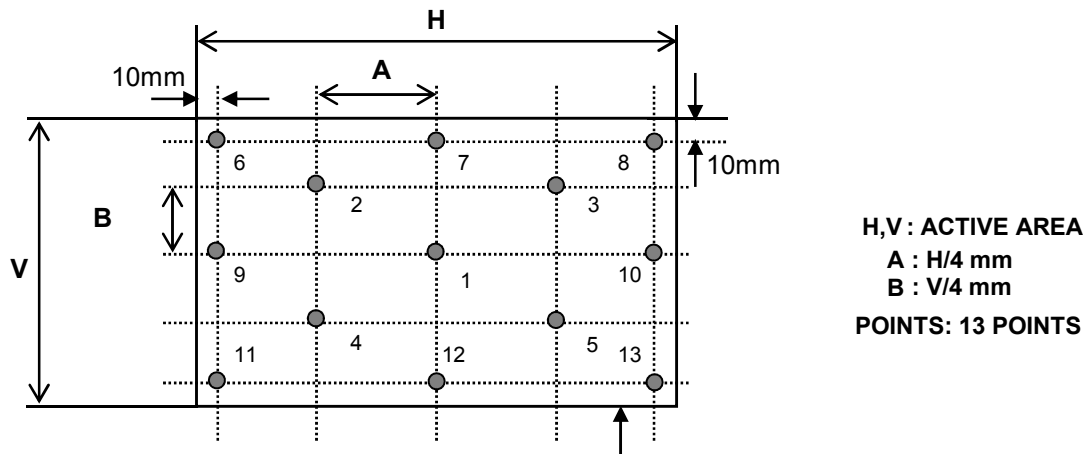 H
10mm
A
6
7
8
10mm
2
3
B
V
9
1
10
H,V : ACTIVE AREA
A : H/4 mm
B : V/4 mm
POINTS: 13 POINTS
4
5
11
12
13